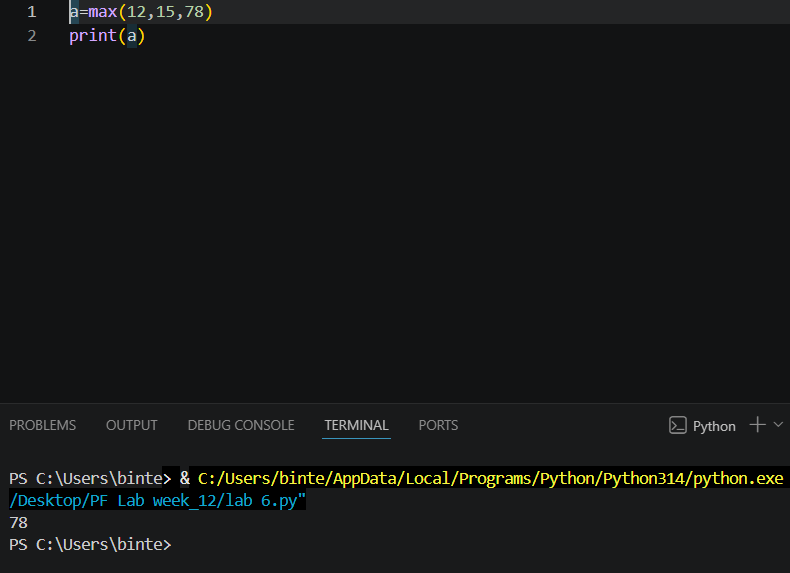 1 a=max(12,15,78)
2 print(a)
PROBLEMS OUTPUT DEBUG CONSOLE TERMINAL PORTS Python
PS C:\Users\binte> & C:/Users/binte/AppData/Local/Programs/Python/Python314/python.exe
/Desktop/PF Lab week_12/lab 6.py"
78
PS C:\Users\binte>